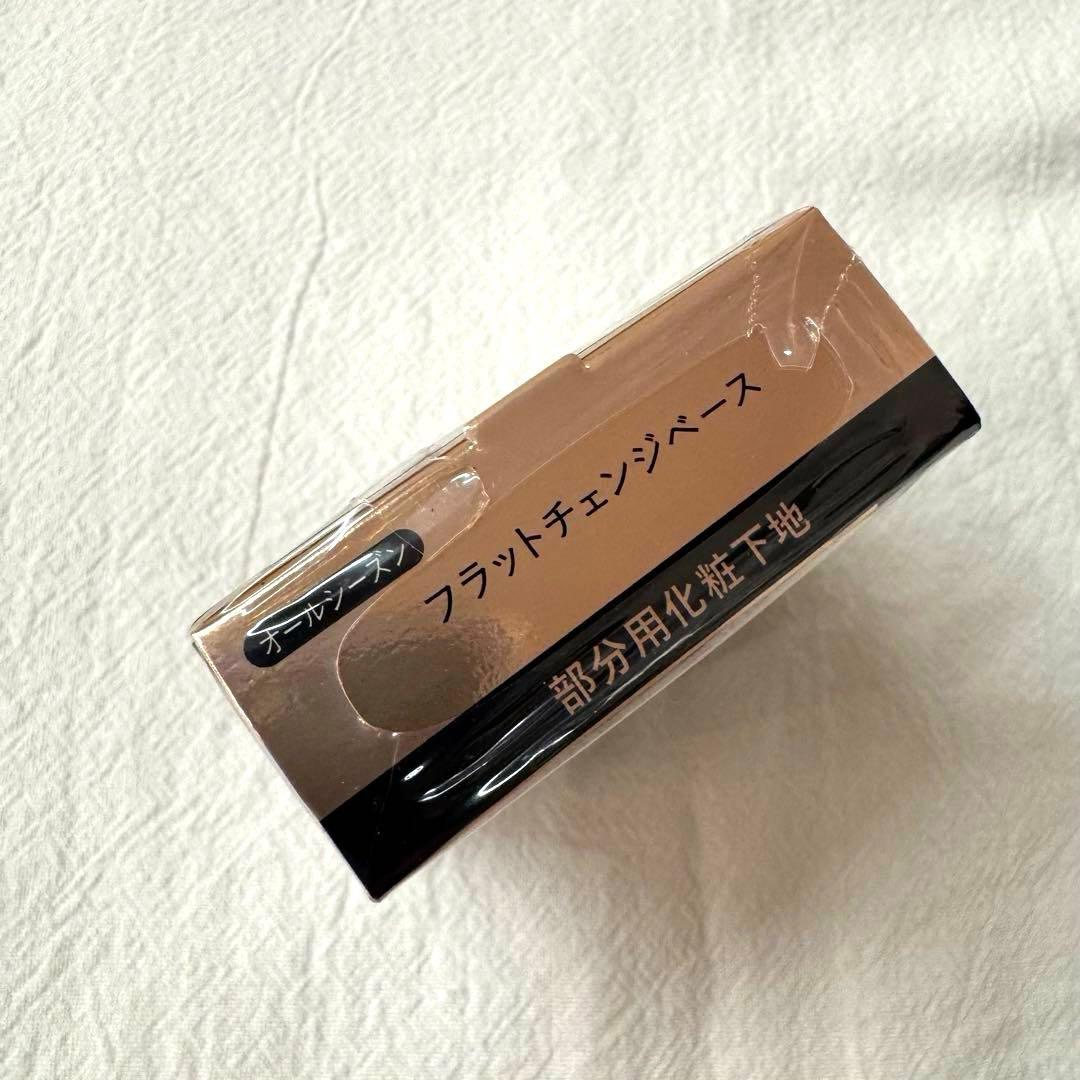 オールシーズン
フラットチェンジベース
部分用化粧下地